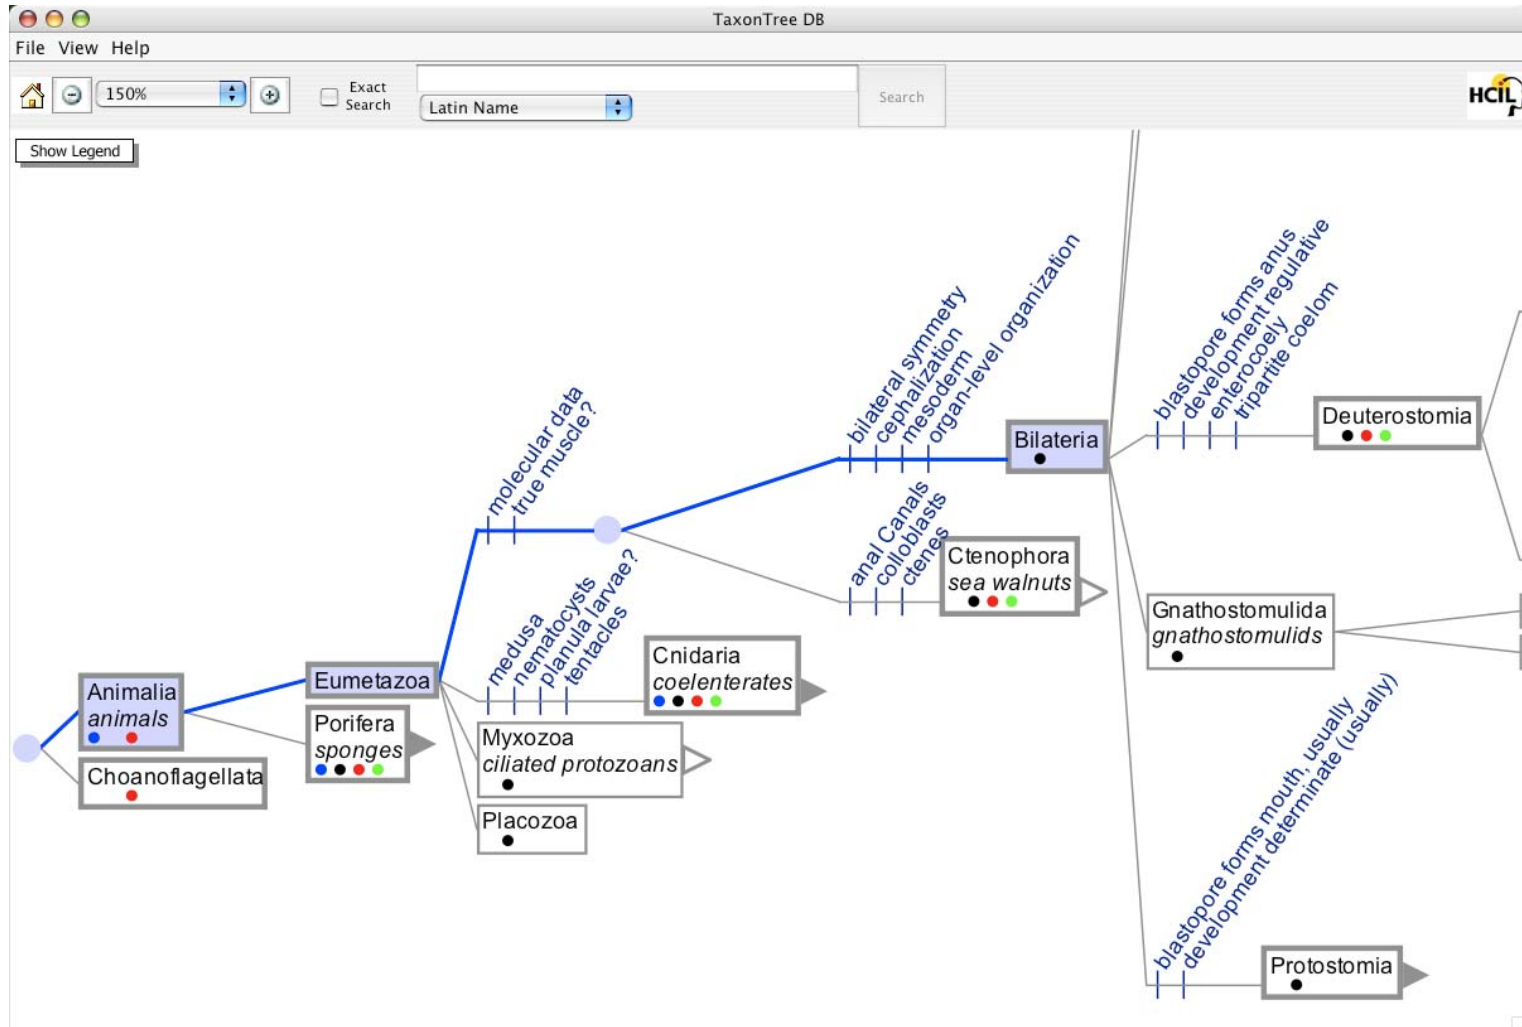 TaxonTree DB
File View Help
150%
Exact
Search
Latin Name
Search
HCIL
Show Legend
blastopore forms anus
development regulative
enterocoely
tripartite coelom
bilateral symmetry
cephalization
mesoderm
organ-level organization
Deuterostomia
Bilateria
molecular data
true muscle?
anal Canals
colloblasts
ctenes
Ctenophora
sea walnuts
Gnathostomulida
gnathostomulids
medusa
nematocysts
planula larvae?
tentacles
Cnidaria
coelenterates
Eumetazoa
Animalia
animals
Porifera
sponges
Myxozoa
ciliated protozoans
Choanoflagellata
Placozoa
blastopore forms mouth, usually
development determinate (usually)
Protostomia